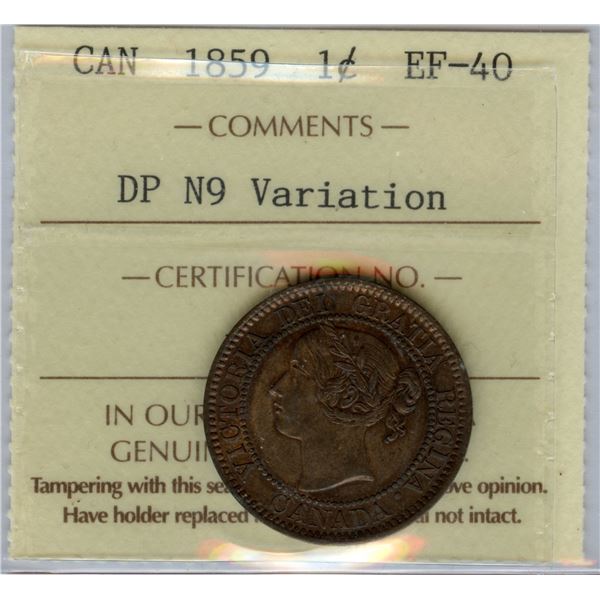 CAN 1859 1¢ EF-40
— COMMENTS —
DP N9 Variation
— CERTIFICATION NO. —
VICTORIA DEI GRATIA REGINA.
CANADA
IN OUR
GENUIN
Tampering with this sea ve opinion.
Have holder replaced al not intact.